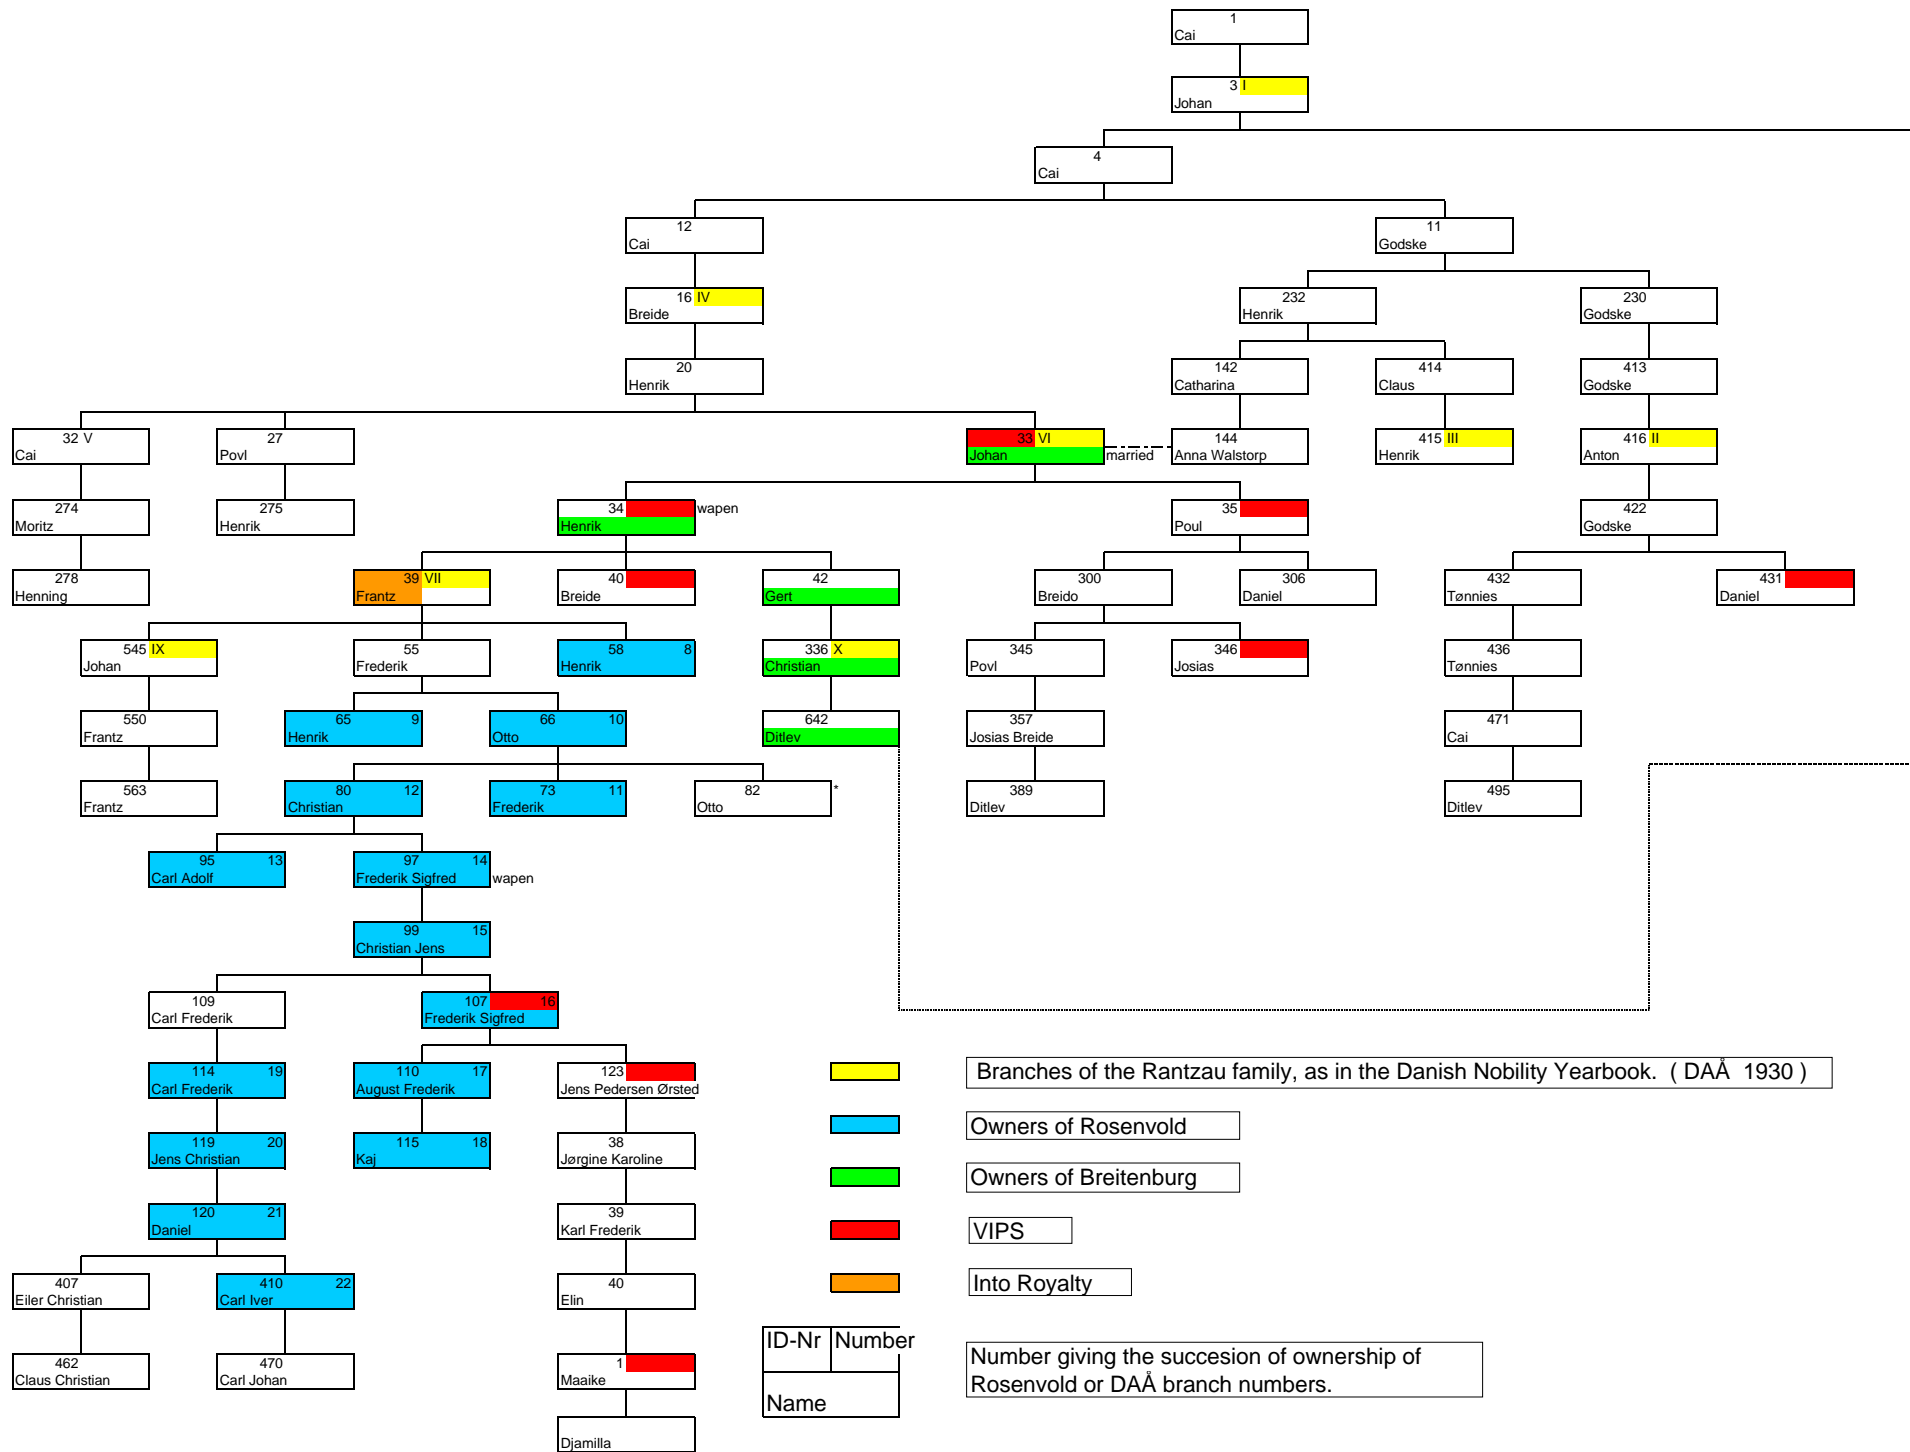 1
Cai
3 I
Johan
4
Cai
12
Cai
11
Godske
16 IV
Breide
232
Henrik
230
Godske
20
Henrik
142
Catharina
414
Claus
413
Godske
32 V
Cai
27
Povl
33 VI
Johan
married
144
Anna Walstorp
415 III
Henrik
416 II
Anton
274
Moritz
275
Henrik
34
Henrik
wapen
35
Poul
422
Godske
278
Henning
39 VII
Frantz
40
Breide
42
Gert
300
Breido
306
Daniel
432
Tønnies
431
Daniel
545 IX
Johan
55
Frederik
58 8
Henrik
336 X
Christian
345
Povl
346
Josias
436
Tønnies
550
Frantz
65 9
Henrik
66 10
Otto
642
Ditlev
357
Josias Breide
471
Cai
563
Frantz
80 12
Christian
73 11
Frederik
82 *
Otto
389
Ditlev
495
Ditlev
95 13
Carl Adolf
97 14
Frederik Sigfred
wapen
99 15
Christian Jens
109
Carl Frederik
107 16
Frederik Sigfred
114 19
Carl Frederik
110 17
August Frederik
123
Jens Pedersen Ørsted
Branches of the Rantzau family, as in the Danish Nobility Yearbook. ( DAÅ 1930 )
119 20
Jens Christian
115 18
Kaj
38
Jørgine Karoline
Owners of Rosenvold
Owners of Breitenburg
120 21
Daniel
39
Karl Frederik
VIPS
407
Eiler Christian
410 22
Carl Iver
40
Elin
Into Royalty
462
Claus Christian
470
Carl Johan
1
Maaike
Djamilla
ID-Nr Number
Name
Number giving the succesion of ownership of
Rosenvold or DAÅ branch numbers.